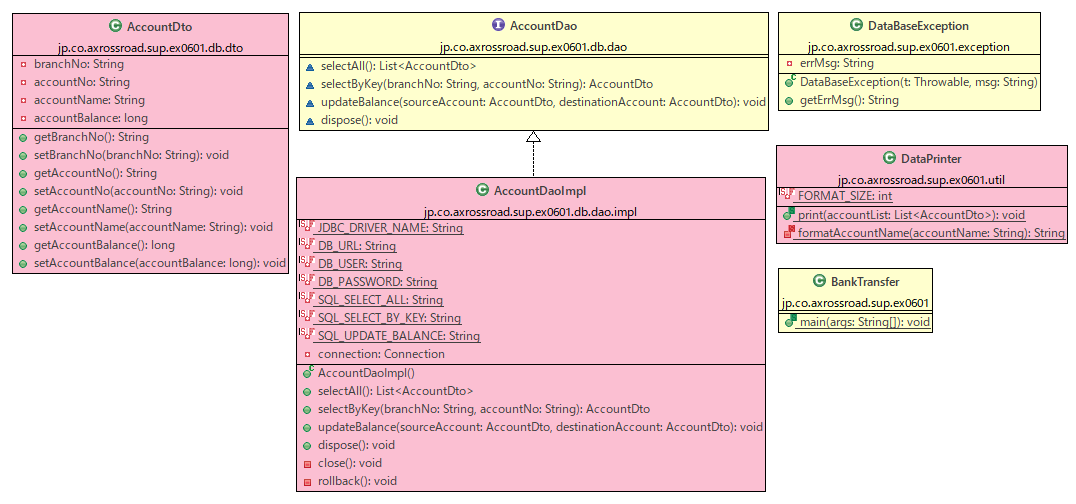 AccountDto
jp.co.axrossroad.sup.ex0601.db.dto
branchNo: String
accountNo: String
accountName: String
accountBalance: long
getBranchNo(): String
setBranchNo(branchNo: String): void
getAccountNo(): String
setAccountNo(accountNo: String): void
getAccountName(): String
setAccountName(accountName: String): void
getAccountBalance(): long
setAccountBalance(accountBalance: long): void
AccountDao
jp.co.axrossroad.sup.ex0601.db.dao
selectAll(): List<AccountDto>
selectByKey(branchNo: String, accountNo: String): AccountDto
updateBalance(sourceAccount: AccountDto, destinationAccount: AccountDto): void
dispose(): void
AccountDaoImpl
jp.co.axrossroad.sup.ex0601.db.dao.impl
JDBC_DRIVER_NAME: String
DB_URL: String
DB_USER: String
DB_PASSWORD: String
SQL_SELECT_ALL: String
SQL_SELECT_BY_KEY: String
SQL_UPDATE_BALANCE: String
connection: Connection
AccountDaoImpl()
selectAll(): List<AccountDto>
selectByKey(branchNo: String, accountNo: String): AccountDto
updateBalance(sourceAccount: AccountDto, destinationAccount: AccountDto): void
dispose(): void
close(): void
rollback(): void
DataBaseException
jp.co.axrossroad.sup.ex0601.exception
errMsg: String
DataBaseException(t: Throwable, msg: String)
getErrMsg(): String
DataPrinter
jp.co.axrossroad.sup.ex0601.util
FORMAT_SIZE: int
print(accountList: List<AccountDto>): void
formatAccountName(accountName: String): String
BankTransfer
jp.co.axrossroad.sup.ex0601
main(args: String[]): void